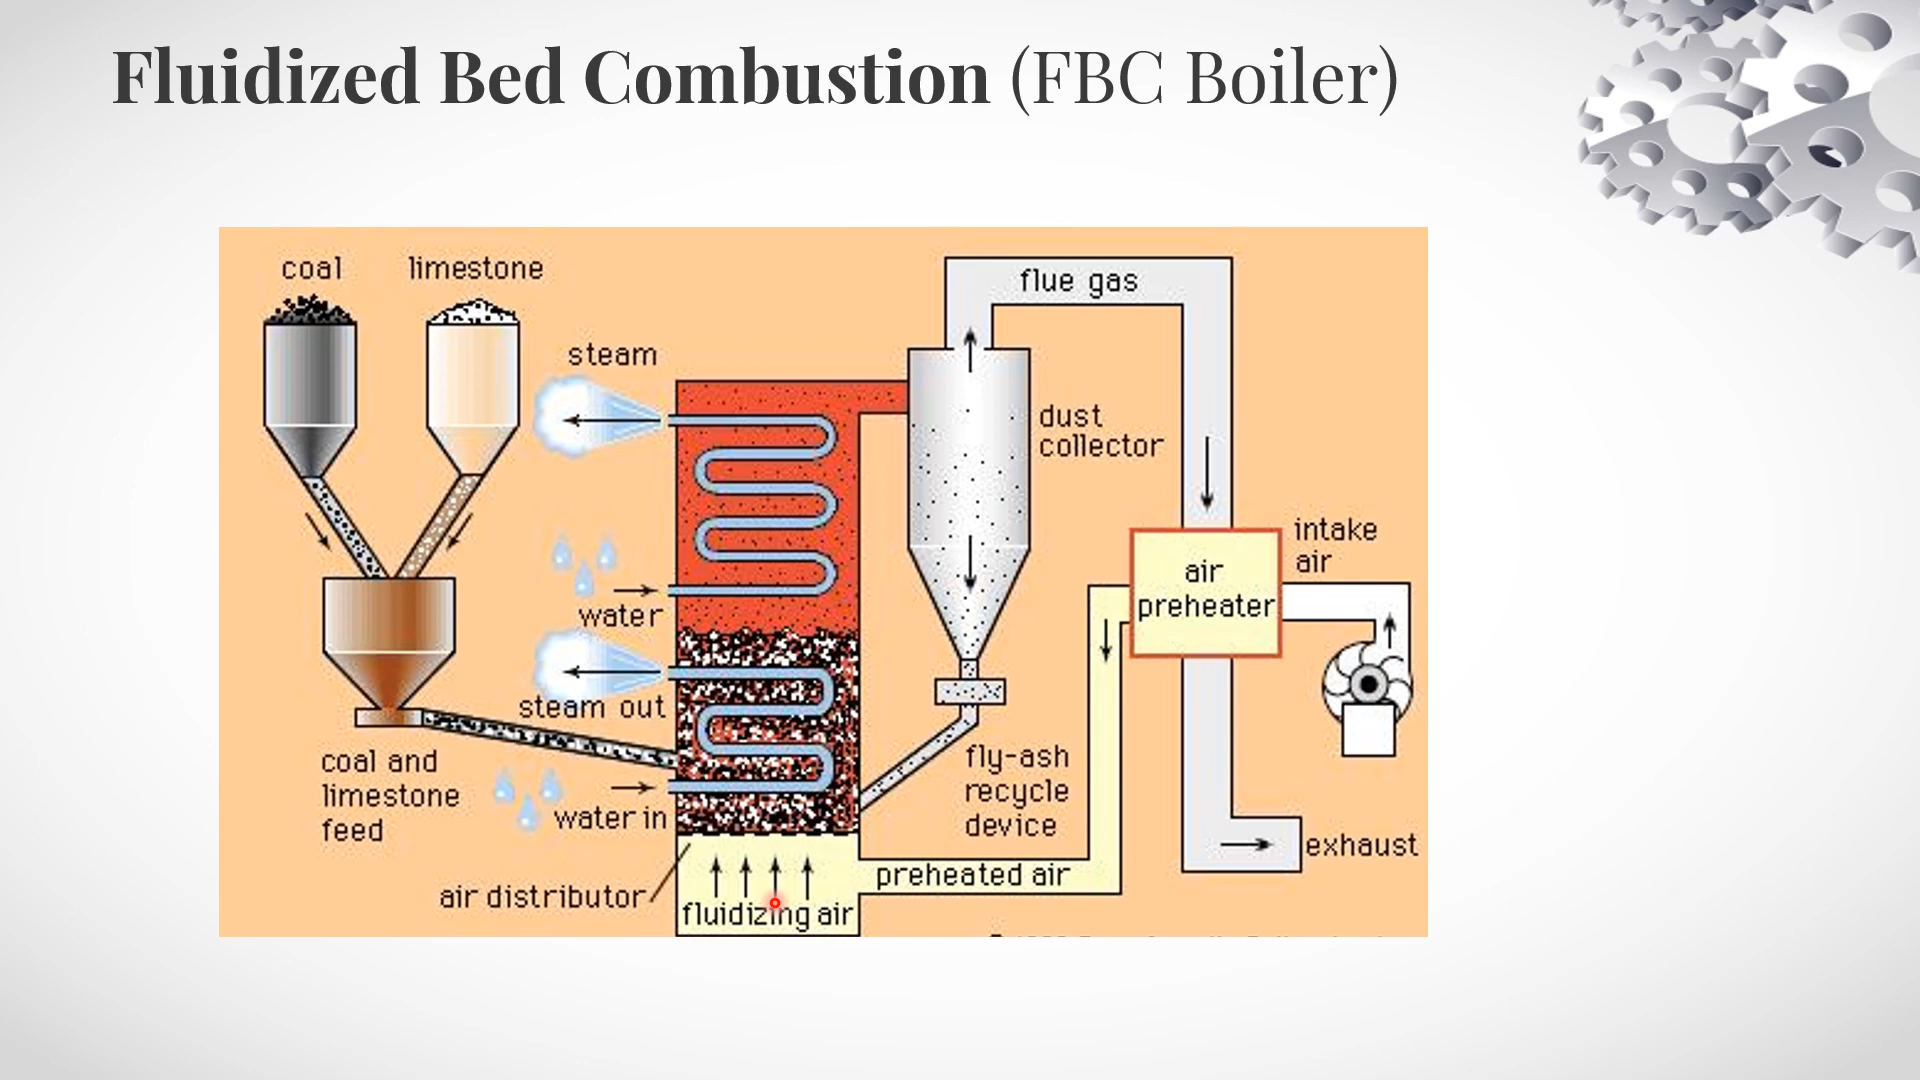 Fluidized Bed Combustion (FBC Boiler)
coal
limestone
flue gas
steam
dust
collector
intake
air
air
preheater
water
steam out
coal and
limestone
feed
water in
fly-ash
recycle
device
exhaust
preheated air
air distributor
fluidizing air